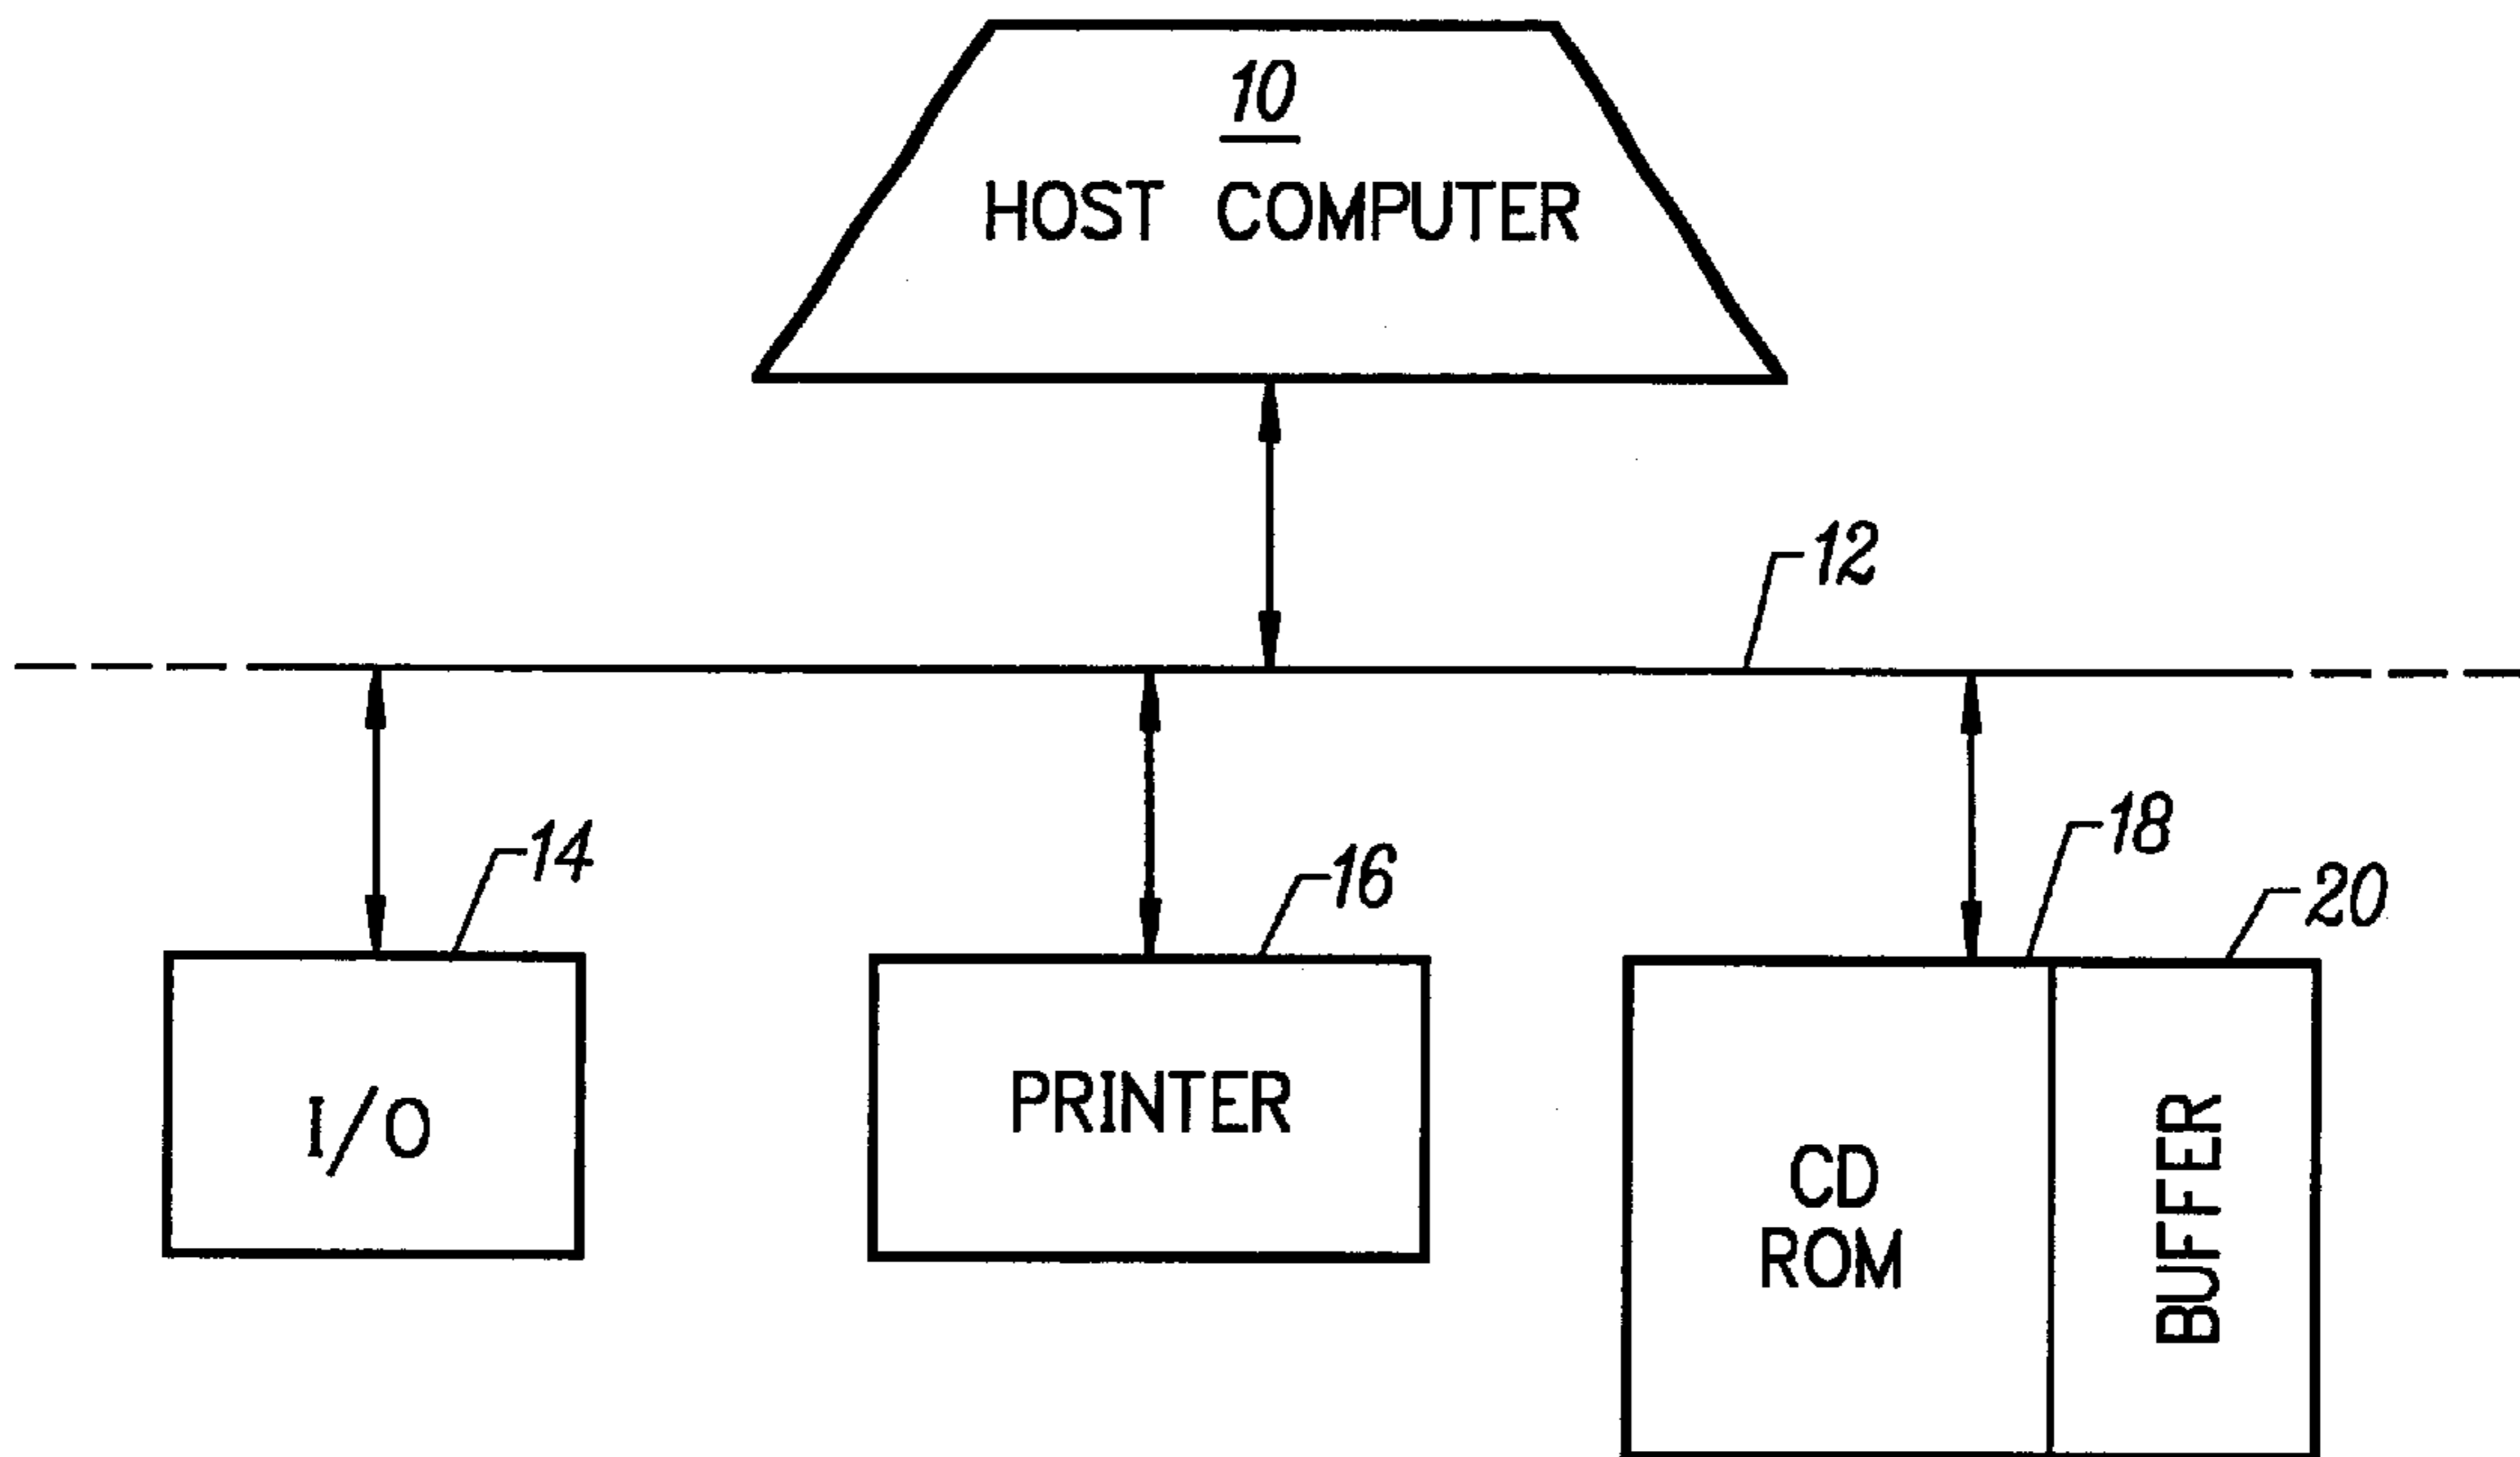 10
HOST COMPUTER
12
14
16
18
20
I/O
PRINTER
CD
ROM
BUFFER